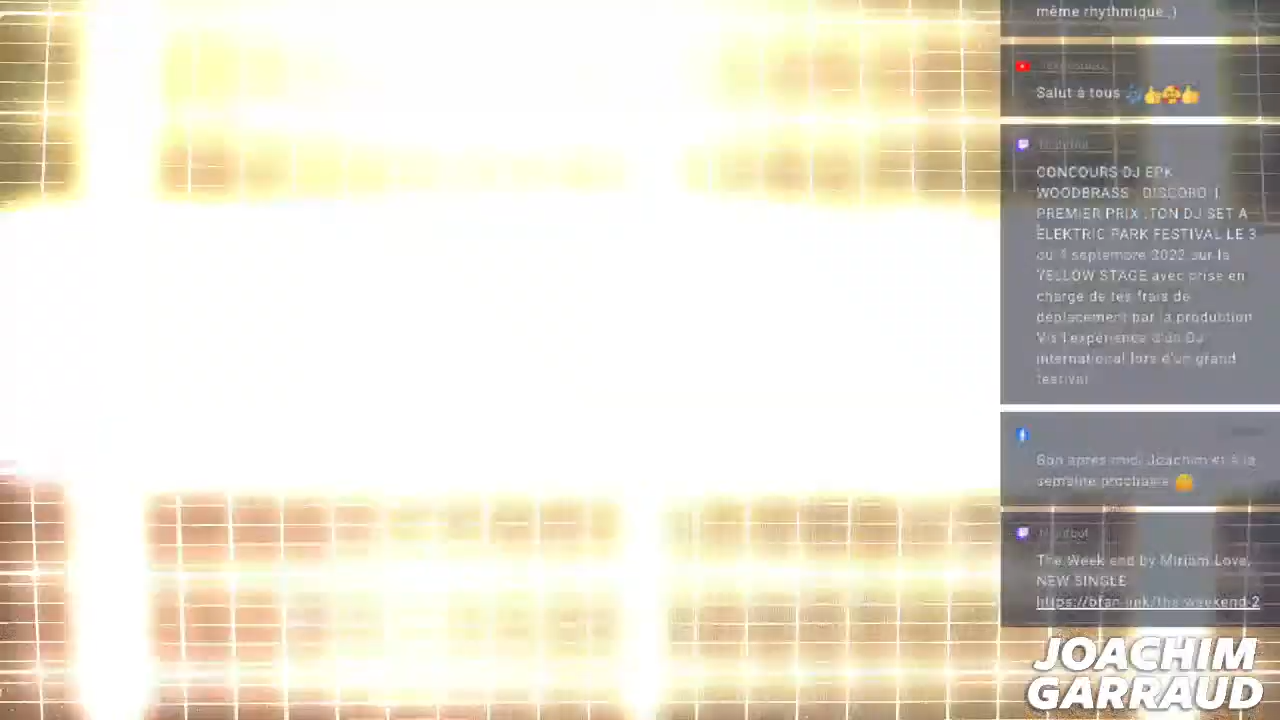 même rhythmique ;)
Salut à tous
CONCOURS DJ EPK
WOODBRASS DISCORD |
PREMIER PRIX : TON DJ SET A
ELEKTRIC PARK FESTIVAL LE 3
ou 4 septembre 2022 sur la
YELLOW STAGE avec prise en
charge de tes frais de
déplacement par la production
Vis l'expérience d'un DJ
international lors d'un grand
festival
Bon après midi Joachim et à la
semaine prochaine
The Week end by Miriam Love,
NEW SINGLE
JOACHIM
GARRAUD